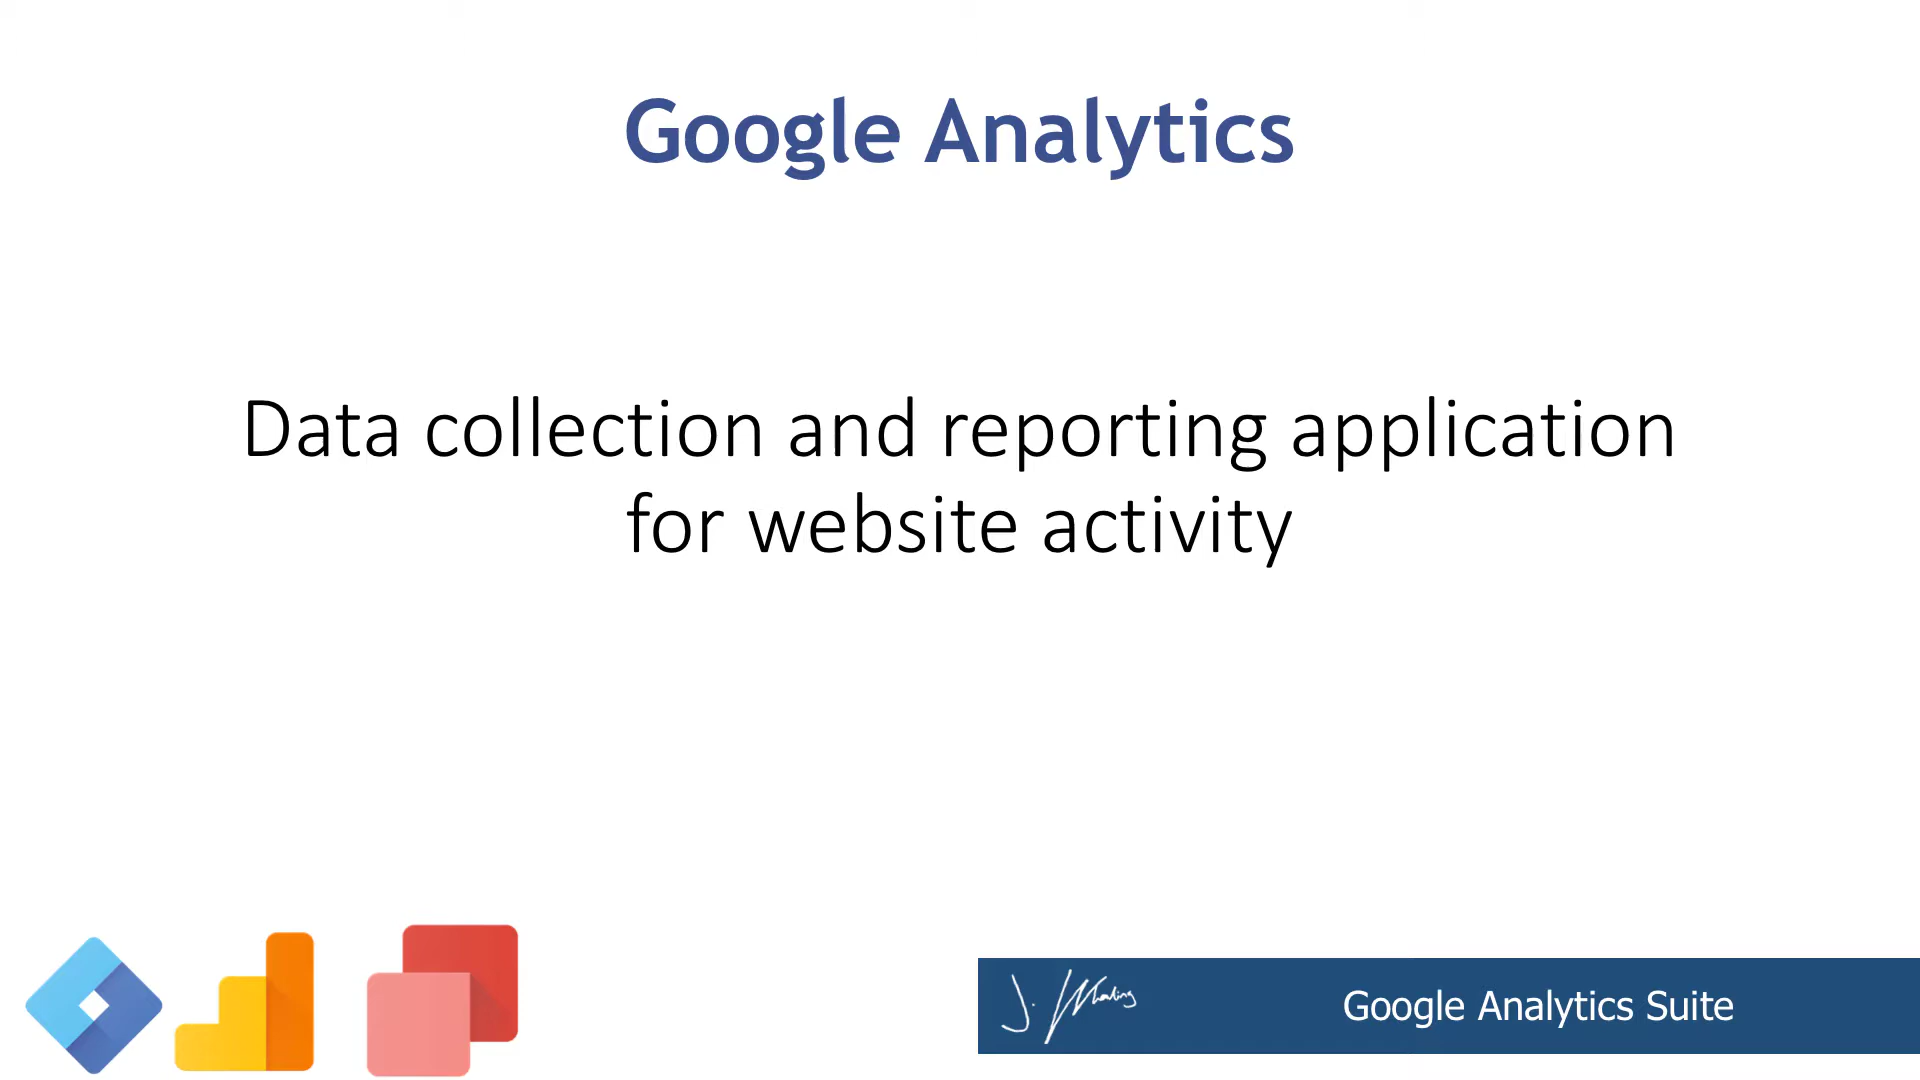 Google Analytics
Data collection and reporting application
for website activity
Google Analytics Suite